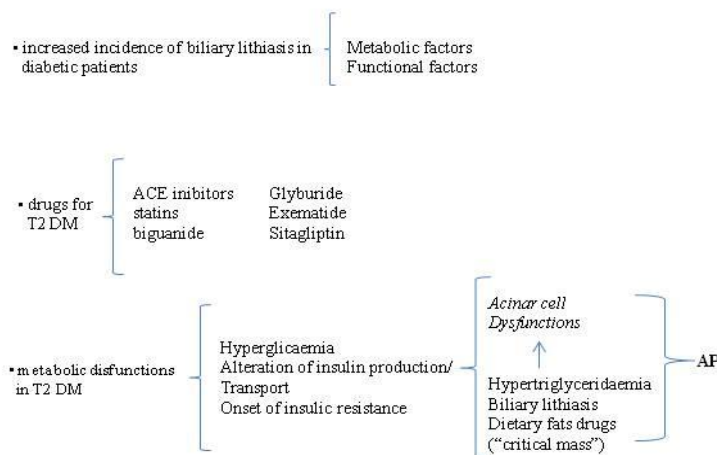 • increased incidence of biliary lithiasis in
diabetic patients
Metabolic factors
Functional factors
• drugs for
T2 DM
ACE inibitors
statins
biguanide
Glyburide
Exematide
Sitagliptin
• metabolic disfunctions
in T2 DM
Hyperglicaemia
Alteration of insulin production/
Transport
Onset of insulic resistance
Acinar cell
Dysfunctions
Hypertriglyceridaemia
Biliary lithiasis
Dietary fats drugs
(“critical mass”)
AP